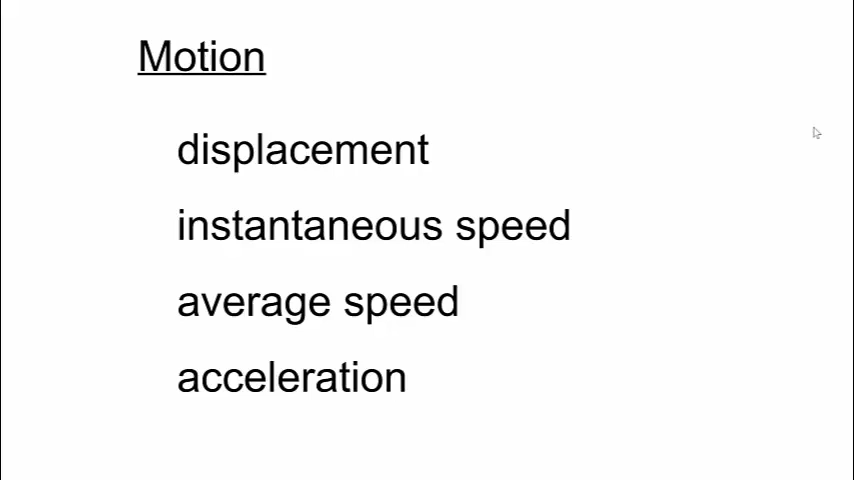 Motion
displacement
instantaneous speed
average speed
acceleration